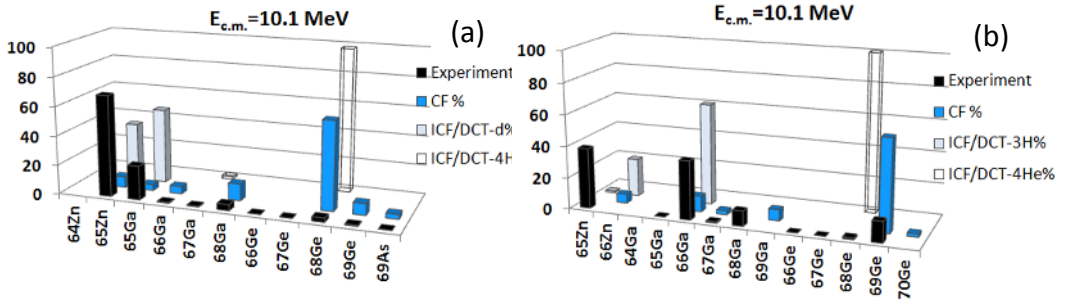 E_c.m.=10.1 MeV
(a)
100
80
60
40
20
0
64Zn
65Zn
65Ga
66Ga
67Ga
68Ga
66Ge
67Ge
68Ge
69Ge
69As
Experiment
CF %
ICF/DCT-d%
ICF/DCT-4H
E_c.m.=10.1 MeV
(b)
100
80
60
40
20
0
65Zn
66Zn
64Ga
65Ga
66Ga
67Ga
68Ga
69Ga
66Ge
67Ge
68Ge
69Ge
70Ge
Experiment
CF %
ICF/DCT-3H%
ICF/DCT-4He%